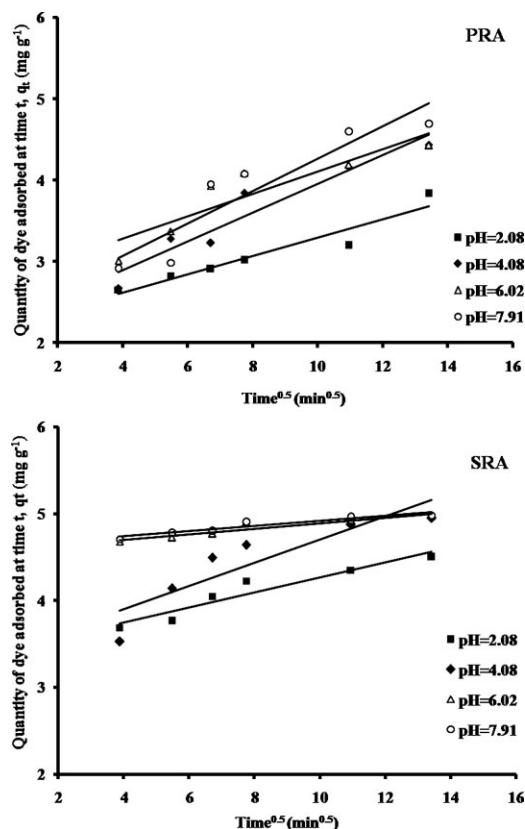 PRA
Quantity of dye adsorbed at time t, qt (mg g-1)
6
5
4
3
2
■ pH=2.08
◆ pH=4.08
△ pH=6.02
○ pH=7.91
2 4 6 8 10 12 14 16
Time0.5 (min0.5)
SRA
Quantity of dye adsorbed at time t, qt (mg g-1)
6
5
4
3
2
■ pH=2.08
◆ pH=4.08
△ pH=6.02
○ pH=7.91
2 4 6 8 10 12 14 16
Time0.5 (min0.5)